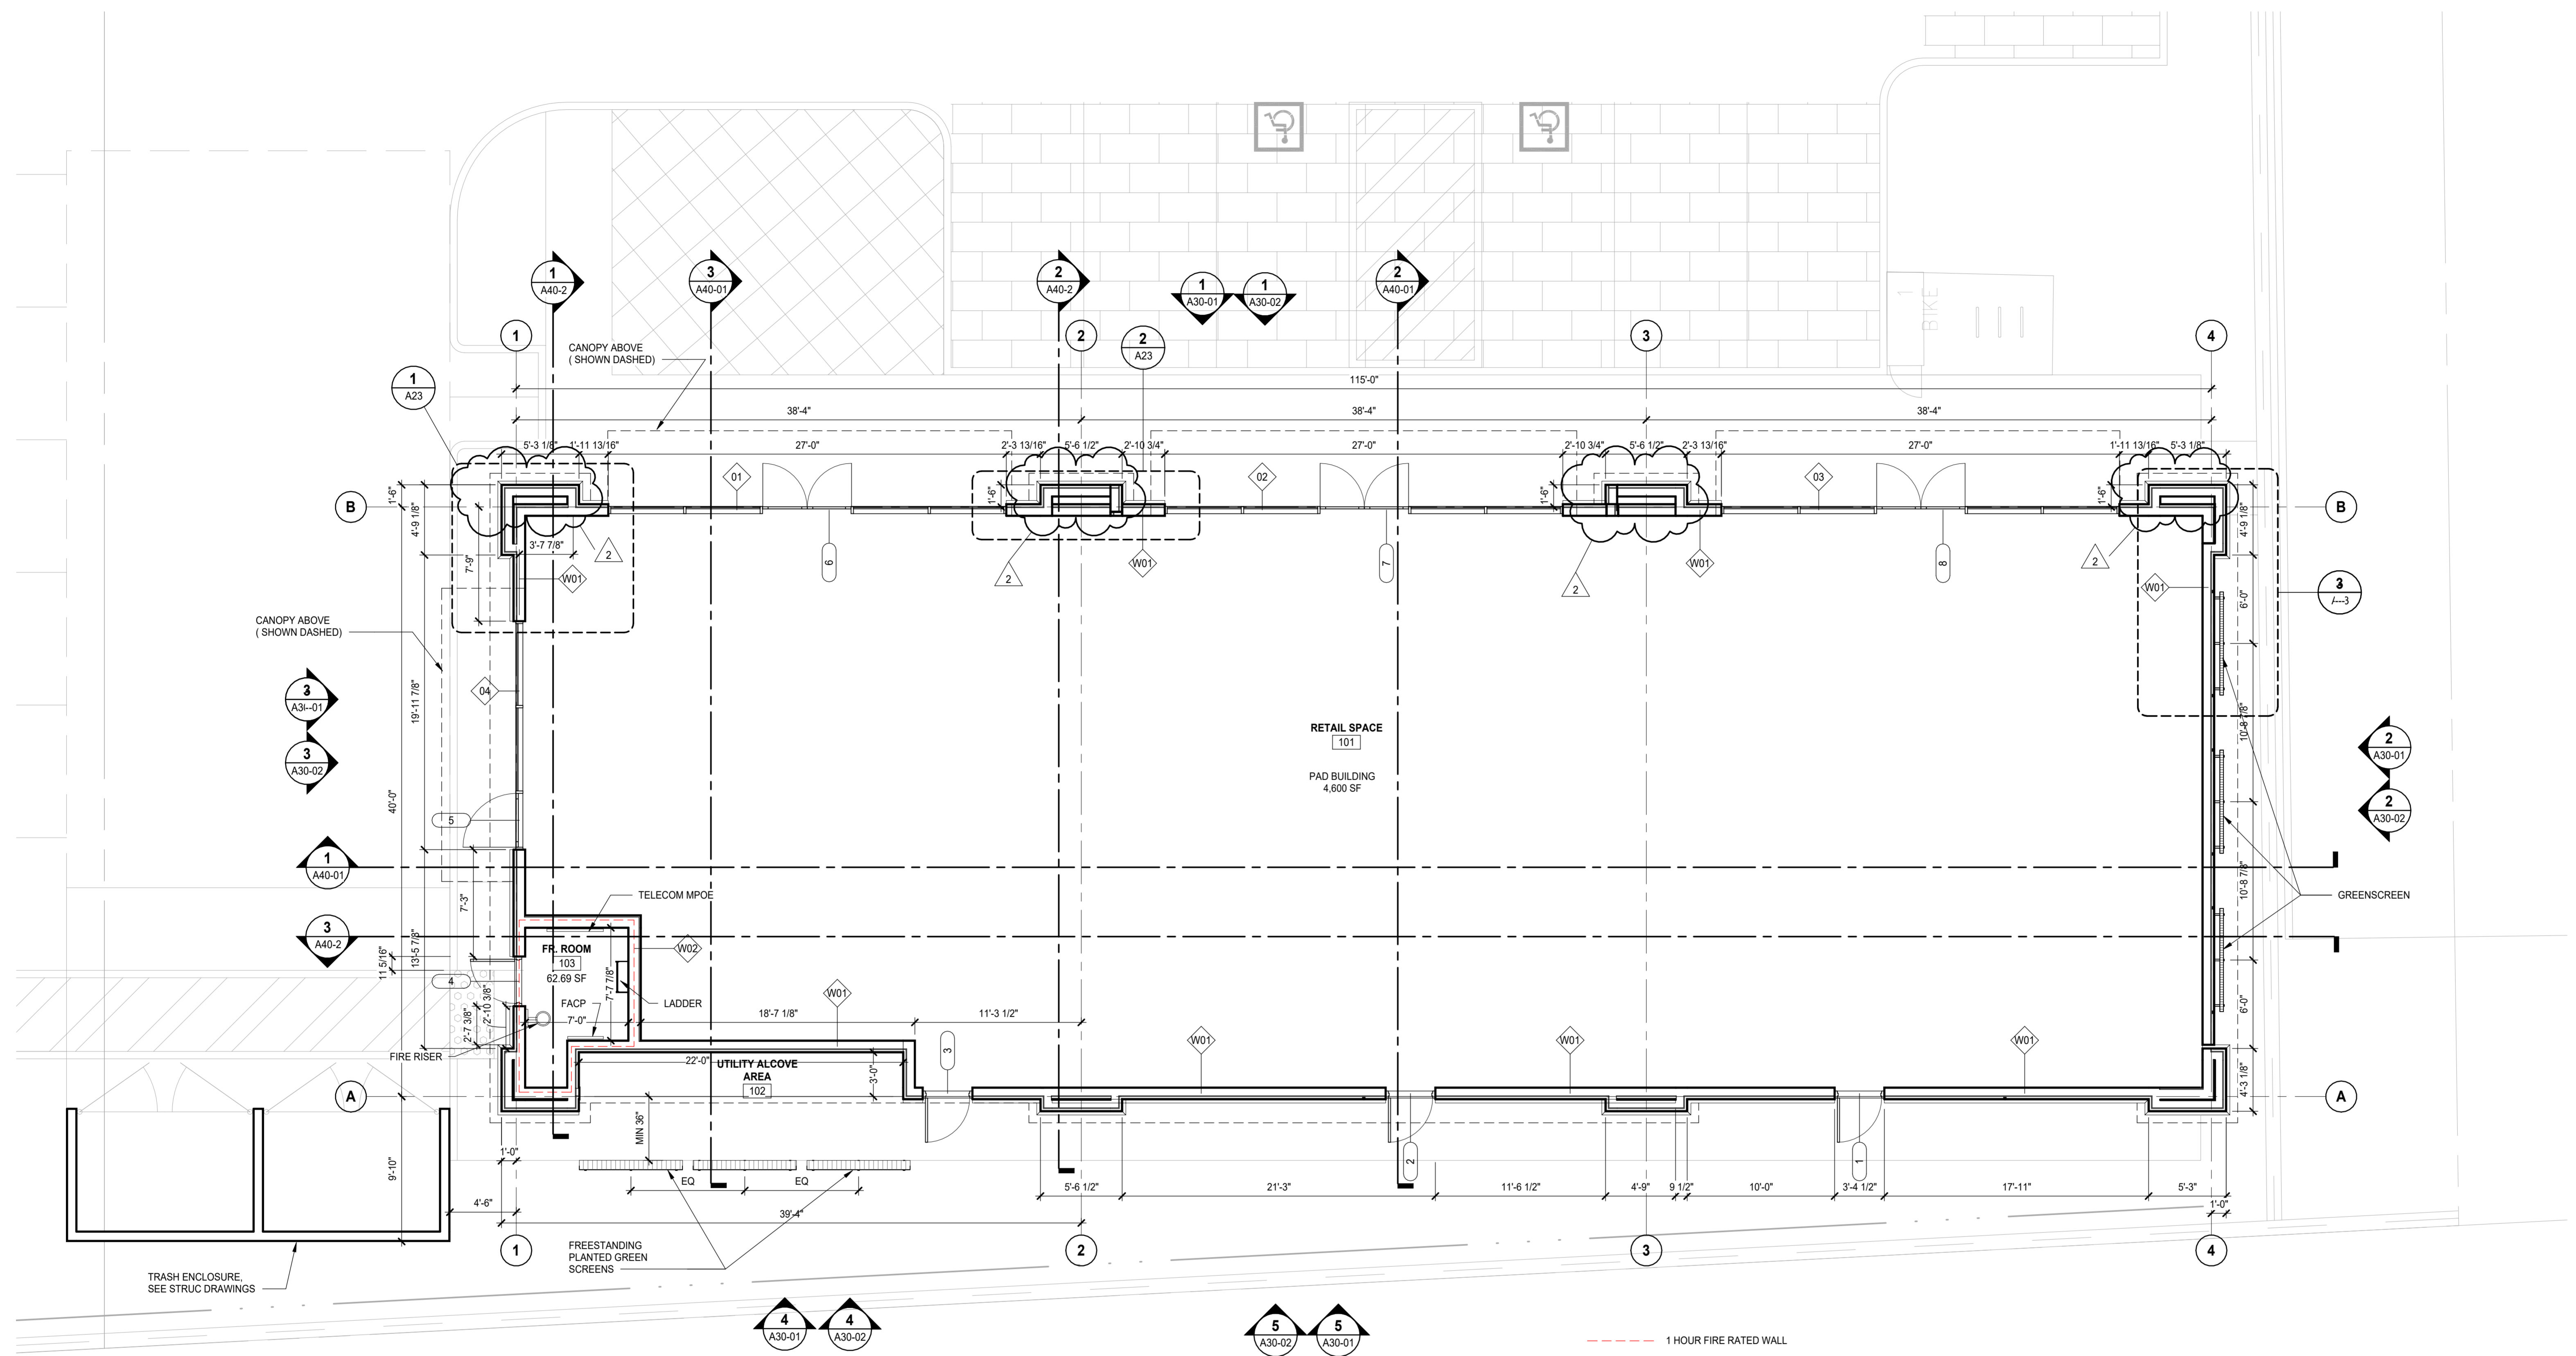 1
BIKE
1
A40-2
3
A40-01
2
A40-2
1
A30-01
1
A30-02
2
A40-01
1
2
3
4
CANOPY ABOVE
( SHOWN DASHED)
2
A23
1
A23
115'-0"
38'-4"
38'-4"
38'-4"
5'-3 1/8"
1'-11 13/16"
27'-0"
2'-3 13/16"
5'-6 1/2"
2'-10 3/4"
27'-0"
2'-10 3/4"
5'-6 1/2"
2'-3 13/16"
27'-0"
1'-11 13/16"
5'-3 1/8"
01
02
03
B
1'-6"
4'-9 1/8"
1'-6"
1'-6"
1'-6"
4'-9 1/8"
B
3'-7 7/8"
7'-9"
2
W01
6
2
W01
7
2
W01
8
2
W01
6'-0"
3
CANOPY ABOVE
( SHOWN DASHED)
3
3
A30-02
04
19'-11 7/8"
40'-0"
5
RETAIL SPACE
101
PAD BUILDING
4,600 SF
10'-8 7/8"
2
A30-01
2
A30-02
1
A40-01
3
A40-2
7'-3"
13'-5 7/8"
11 5/16"
TELECOM MPOE
FR. ROOM
103
62.69 SF
W02
7'-7 7/8"
FACP
LADDER
4
2'-10 3/8"
2'-7 3/8"
7'-0"
FIRE RISER
18'-7 1/8"
11'-3 1/2"
W01
10'-8 7/8"
GREENSCREEN
6'-0"
4'-3 1/8"
22'-0"
UTILITY ALCOVE
AREA
102
3'-0"
3
W01
W01
W01
A
A
MIN 36"
9'-10"
1'-0"
4'-6"
EQ
EQ
39'-4"
2
1
5'-6 1/2"
21'-3"
11'-6 1/2"
4'-9"
9 1/2"
10'-0"
3'-4 1/2"
17'-11"
5'-3"
1'-0"
1
2
3
4
FREESTANDING
PLANTED GREEN
SCREENS
TRASH ENCLOSURE,
SEE STRUC DRAWINGS
4
A30-01
4
A30-02
5
A30-02
5
A30-01
1 HOUR FIRE RATED WALL